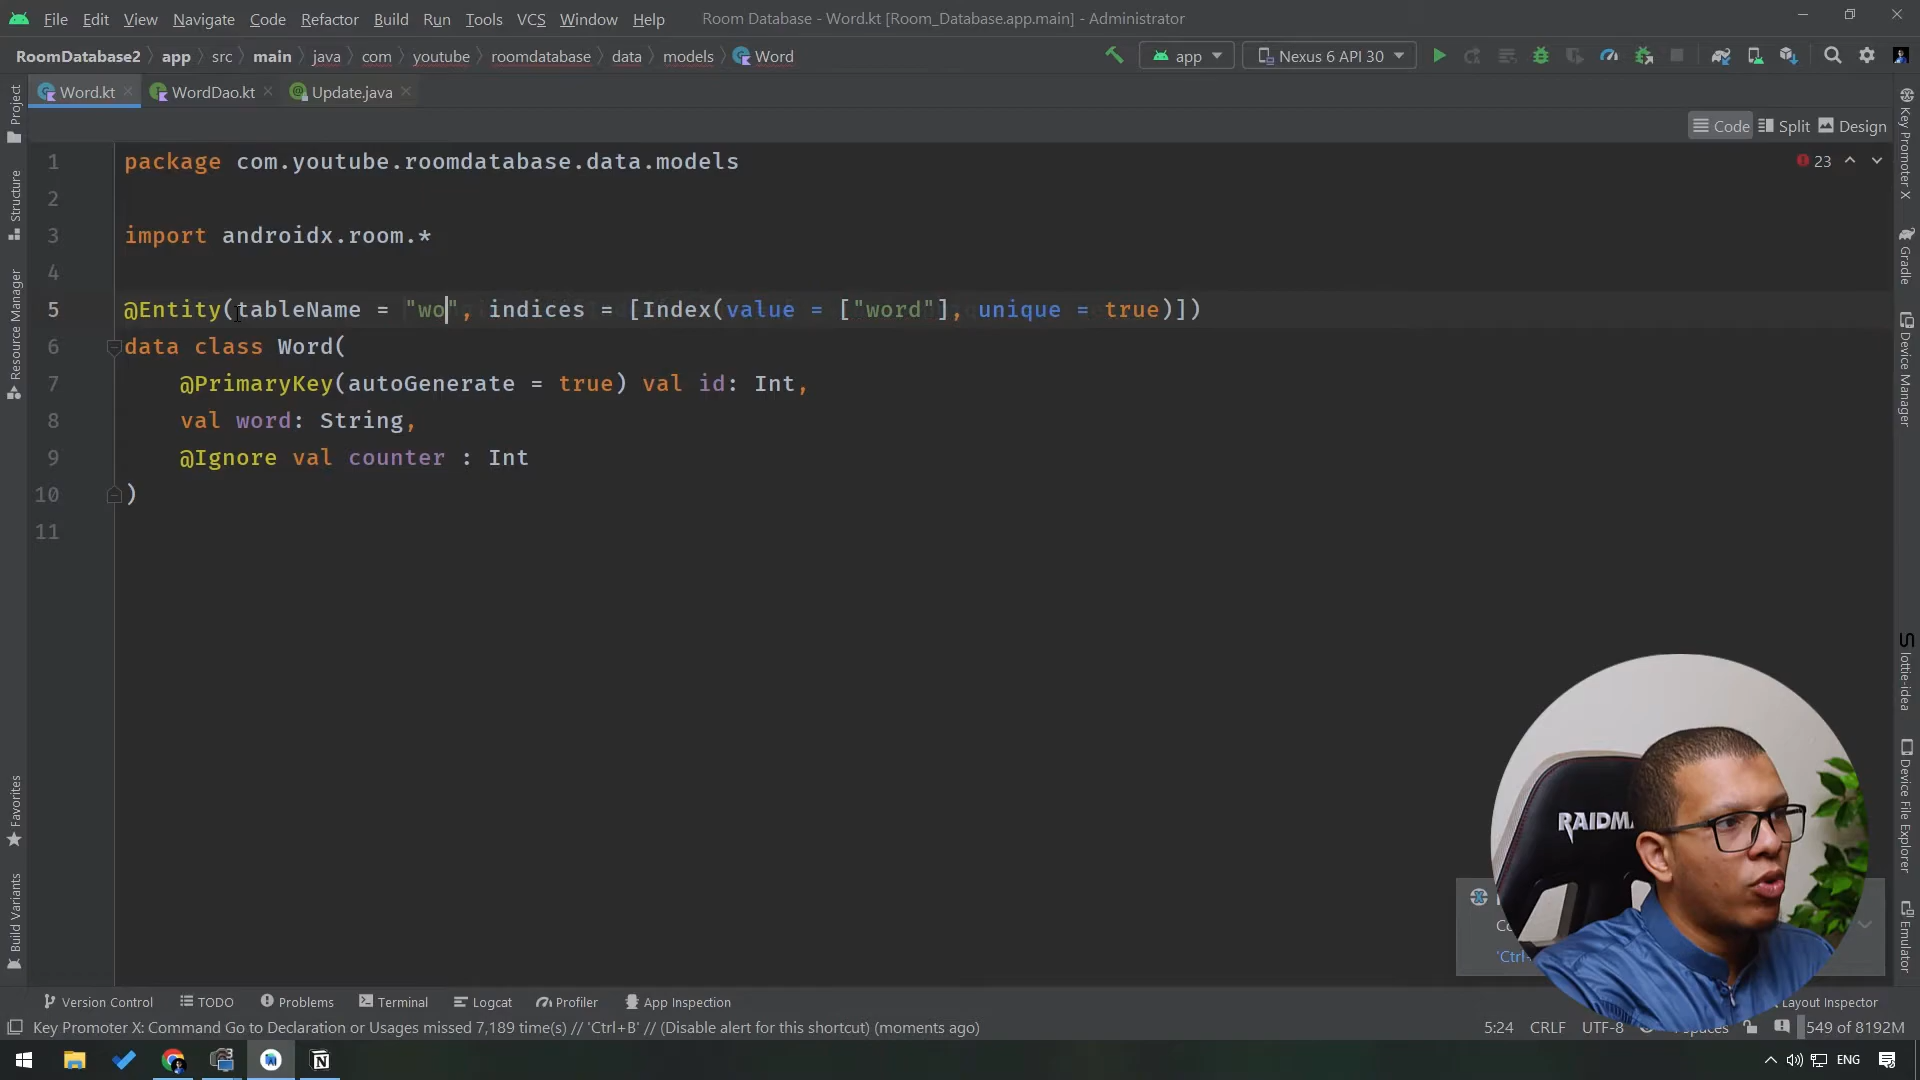 File Edit View Navigate Code Refactor Build Run Tools VCS Window Help Room Database - Word.kt [Room_Database.app.main] - Administrator
RoomDatabase2 app src main java com youtube roomdatabase data models Word app Nexus 6 API 30
Word.kt WordDao.kt Update.java
Code Split Design
23
1 package com.youtube.roomdatabase.data.models
2
3 import androidx.room.*
4
5 @Entity(tableName = "wo", indices = [Index(value = ["word"], unique = true)])
6 data class Word(
7 @PrimaryKey(autoGenerate = true) val id: Int,
8 val word: String,
9 @Ignore val counter : Int
10 )
11
Project
Structure
Resource Manager
Favorites
Build Variants
Key Promoter X
Gradle
Device Manager
lottie-idea
Device File Explorer
Emulator
RAIDM
Co
'Ctrl+
Version Control TODO Problems Terminal Logcat Profiler App Inspection Layout Inspector
Key Promoter X: Command Go to Declaration or Usages missed 7,189 time(s) // 'Ctrl+B' // (Disable alert for this shortcut) (moments ago) 5:24 CRLF UTF-8 spaces 549 of 8192M
ENG